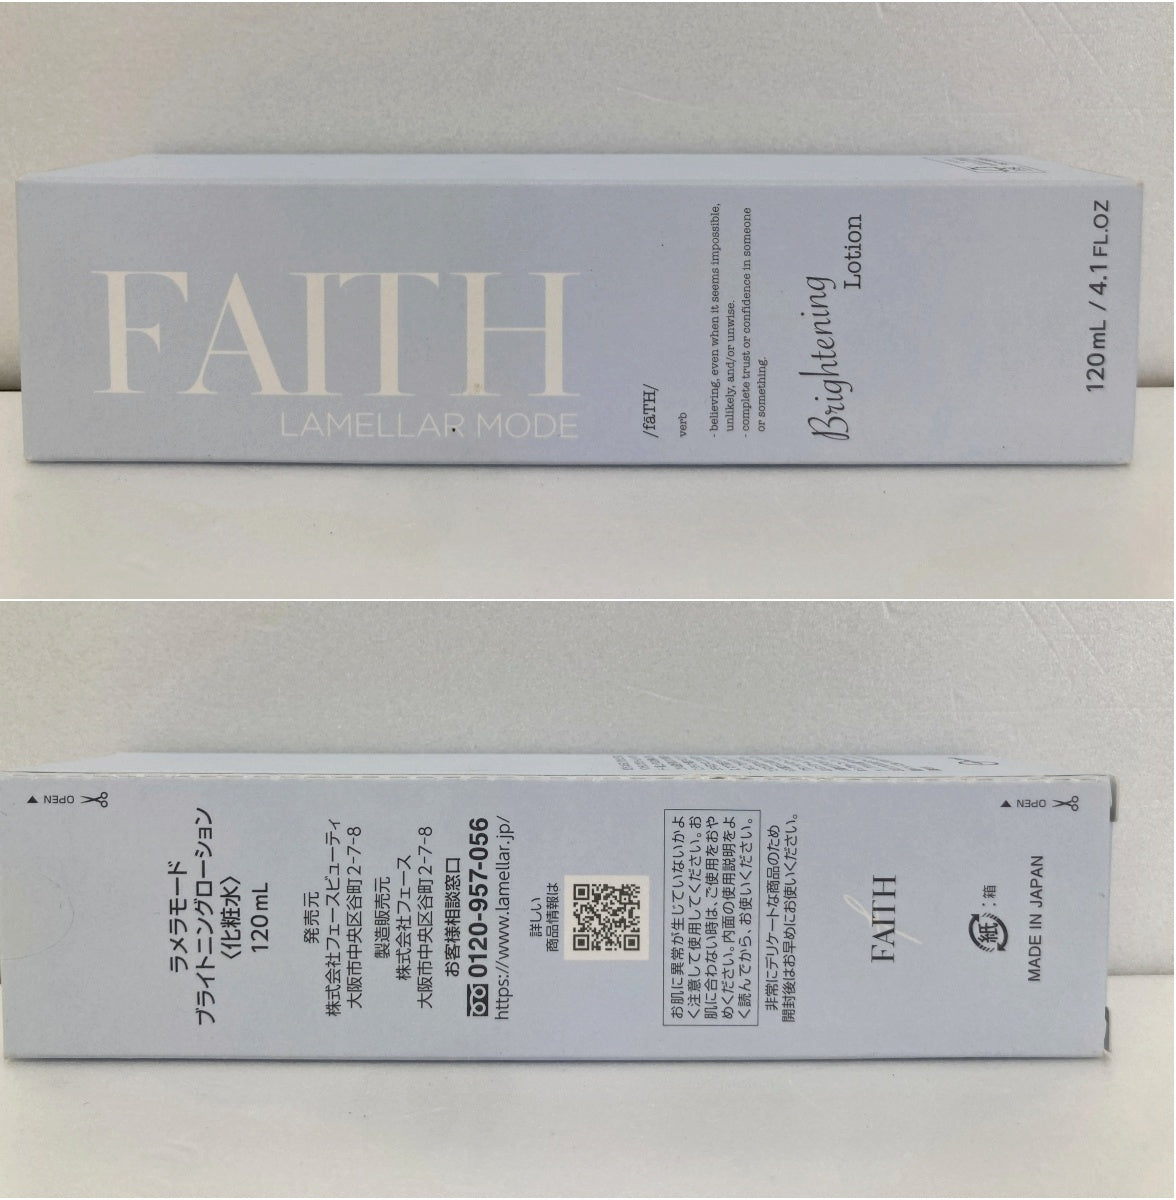 FAITH
LAMELLAR MODE
/fāTH/
verb
- believing, even when it seems impossible,
unlikely, and/or unwise.
- complete trust or confidence in someone
or something.
Brightening
Lotion
120mL / 4.1 FL.OZ
OPEN
ラメラモード
ブライトニングローション
〈化粧水〉
120mL
発売元
株式会社フェースビューティ
大阪市中央区谷町2-7-8
製造販売元
株式会社フェース
大阪市中央区谷町2-7-8
お客様相談窓口
0120-957-056
https://www.lamellar.jp/
詳しい
商品情報は
お肌に異常が生じていないかよ
く注意して使用してください。お
肌に合わない時は、ご使用をおや
めください。内面の使用説明をよ
く読んでから、お使いください。
非常にデリケートな商品のため
開封後はお早めにお使いください。
FAITH
紙:箱
MADE IN JAPAN
OPEN